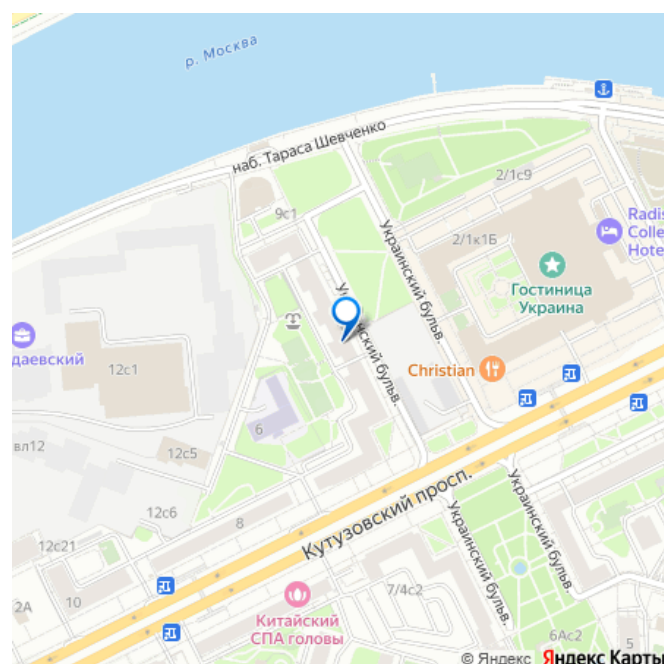 р. Москва
наб. Тараса Шевченко
2/1с9
9с1
Украинский бульв.
2/1к1Б
Radis
Colle
Hote
Гостиница
Украина
бульв.
даевский
12с1
Christian
6
вл12
12с5
Кутузовский просп.
12с6
8
Украинский бульв.
Украинский бульв.
12с21
10
2А
7/4с2
Китайский
СПА головы
6Ас2
5
© Яндекс Яндекс Карты